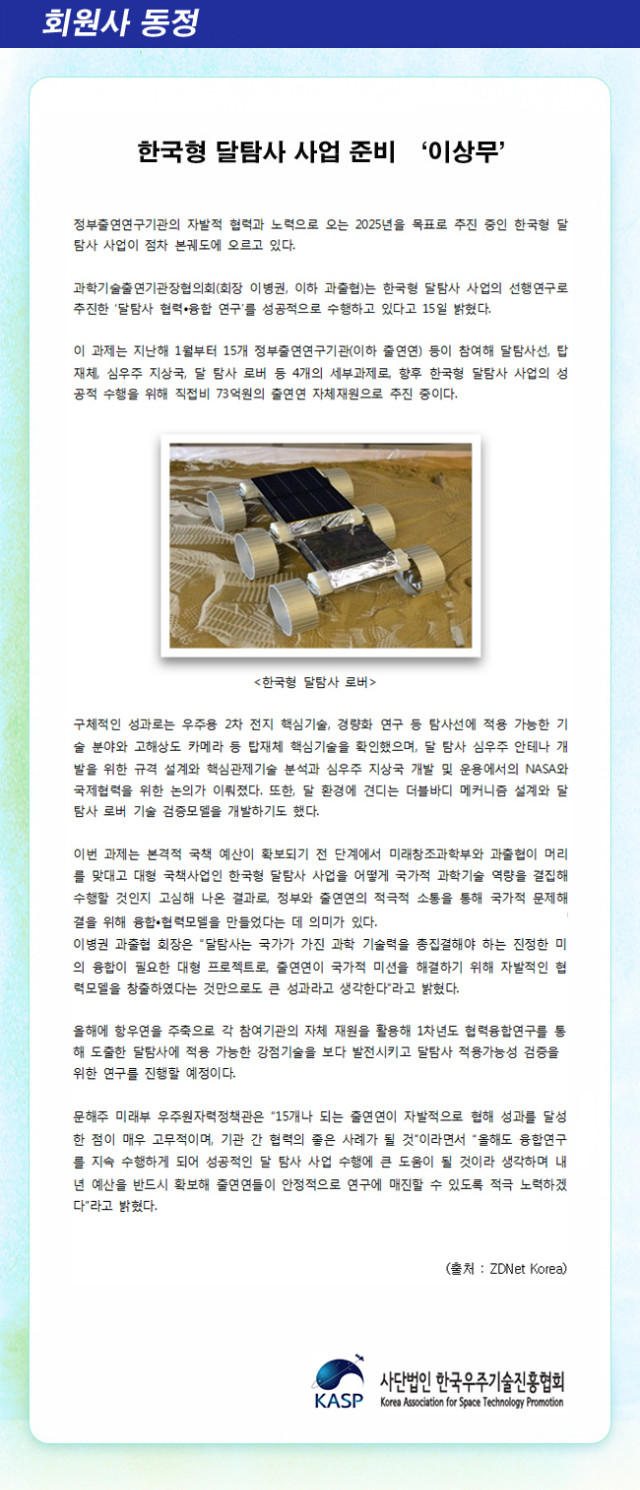 회원사 동정
한국형 달탐사 사업 준비 ‘이상무’
정부출연연구기관의 자발적 협력과 노력으로 오는 2025년을 목표로 추진 중인 한국형 달
탐사 사업이 점차 본궤도에 오르고 있다.
과학기술출연기관장협의회(회장 이병권, 이하 과출협)는 한국형 달탐사 사업의 선행연구로
추진한 '달탐사 협력•융합 연구'를 성공적으로 수행하고 있다고 15일 밝혔다.
이 과제는 지난해 1월부터 15개 정부출연연구기관(이하 출연연) 등이 참여해 달탐사선, 탑
재체, 심우주 지상국, 달 탐사 로버 등 4개의 세부과제로, 향후 한국형 달탐사 사업의 성
공적 수행을 위해 직접비 73억원의 출연연 자체재원으로 추진 중이다.
<한국형 달탐사 로버>
구체적인 성과로는 우주용 2차 전지 핵심기술, 경량화 연구 등 탐사선에 적용 가능한 기
술 분야와 고해상도 카메라 등 탑재체 핵심기술을 확인했으며, 달 탐사 심우주 안테나 개
발을 위한 규격 설계와 핵심관제기술 분석과 심우주 지상국 개발 및 운용에서의 NASA와
국제협력을 위한 논의가 이뤄졌다. 또한, 달 환경에 견디는 더블바디 메커니즘 설계와 달
탐사 로버 기술 검증모델을 개발하기도 했다.
이번 과제는 본격적 국책 예산이 확보되기 전 단계에서 미래창조과학부와 과출협이 머리
를 맞대고 대형 국책사업인 한국형 달탐사 사업을 어떻게 국가적 과학기술 역량을 결집해
수행할 것인지 고심해 나온 결과로, 정부와 출연연의 적극적 소통을 통해 국가적 문제해
결을 위해 융합•협력모델을 만들었다는 데 의미가 있다.
이병권 과출협 회장은 “달탐사는 국가가 가진 과학 기술력을 총집결해야 하는 진정한 미
의 융합이 필요한 대형 프로젝트로, 출연연이 국가적 미션을 해결하기 위해 자발적인 협
력모델을 창출하였다는 것만으로도 큰 성과라고 생각한다”라고 밝혔다.
올해에 항우연을 주축으로 각 참여기관의 자체 재원을 활용해 1차년도 협력융합연구를 통
해 도출한 달탐사에 적용 가능한 강점기술을 보다 발전시키고 달탐사 적용가능성 검증을
위한 연구를 진행할 예정이다.
문해주 미래부 우주원자력정책관은 “15개나 되는 출연연이 자발적으로 협해 성과를 달성
한 점이 매우 고무적이며, 기관 간 협력의 좋은 사례가 될 것”이라면서 “올해도 융합연구
를 지속 수행하게 되어 성공적인 달 탐사 사업 수행에 큰 도움이 될 것이라 생각하며 내
년 예산을 반드시 확보해 출연연들이 안정적으로 연구에 매진할 수 있도록 적극 노력하겠
다”라고 밝혔다.
(출처 : ZDNet Korea)
KASP
사단법인 한국우주기술진흥협회
Korea Association for Space Technology Promotion